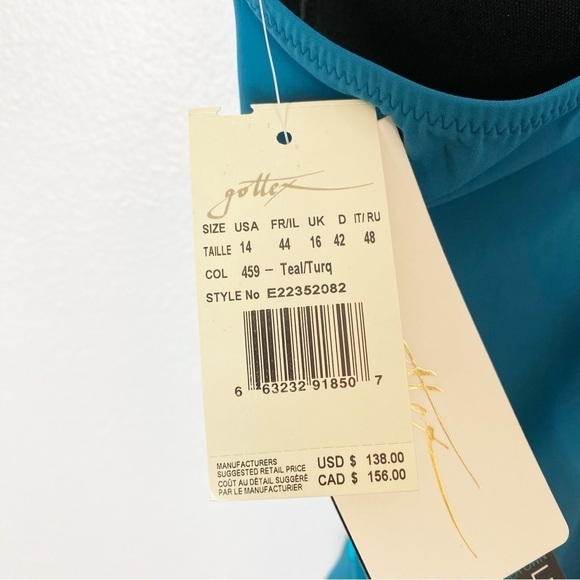 gottex
SIZE USA FR/IL UK D IT/RU
TAILLE 14 44 16 42 48
COL 459 – Teal/Turq
STYLE No E22352082
6 63232 91850 7
MANUFACTURERS
SUGGESTED RETAIL PRICE
COÛT AU DÉTAIL SUGGÉRÉ
PAR LE MANUFACTURIER
USD $ 138.00
CAD $ 156.00